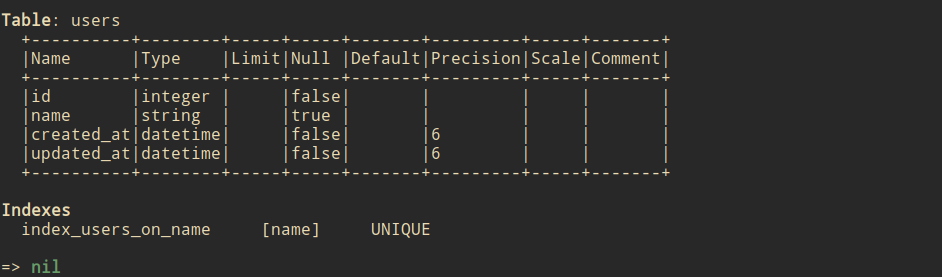 Table: users
  +----------+--------+-----+-----+-------+---------+-----+-------+
  |Name      |Type    |Limit|Null |Default|Precision|Scale|Comment|
  +----------+--------+-----+-----+-------+---------+-----+-------+
  |id        |integer |     |false|       |         |     |       |
  |name      |string  |     |true |       |         |     |       |
  |created_at|datetime|     |false|       |6        |     |       |
  |updated_at|datetime|     |false|       |6        |     |       |
  +----------+--------+-----+-----+-------+---------+-----+-------+
Indexes
  index_users_on_name     [name]     UNIQUE
=> nil